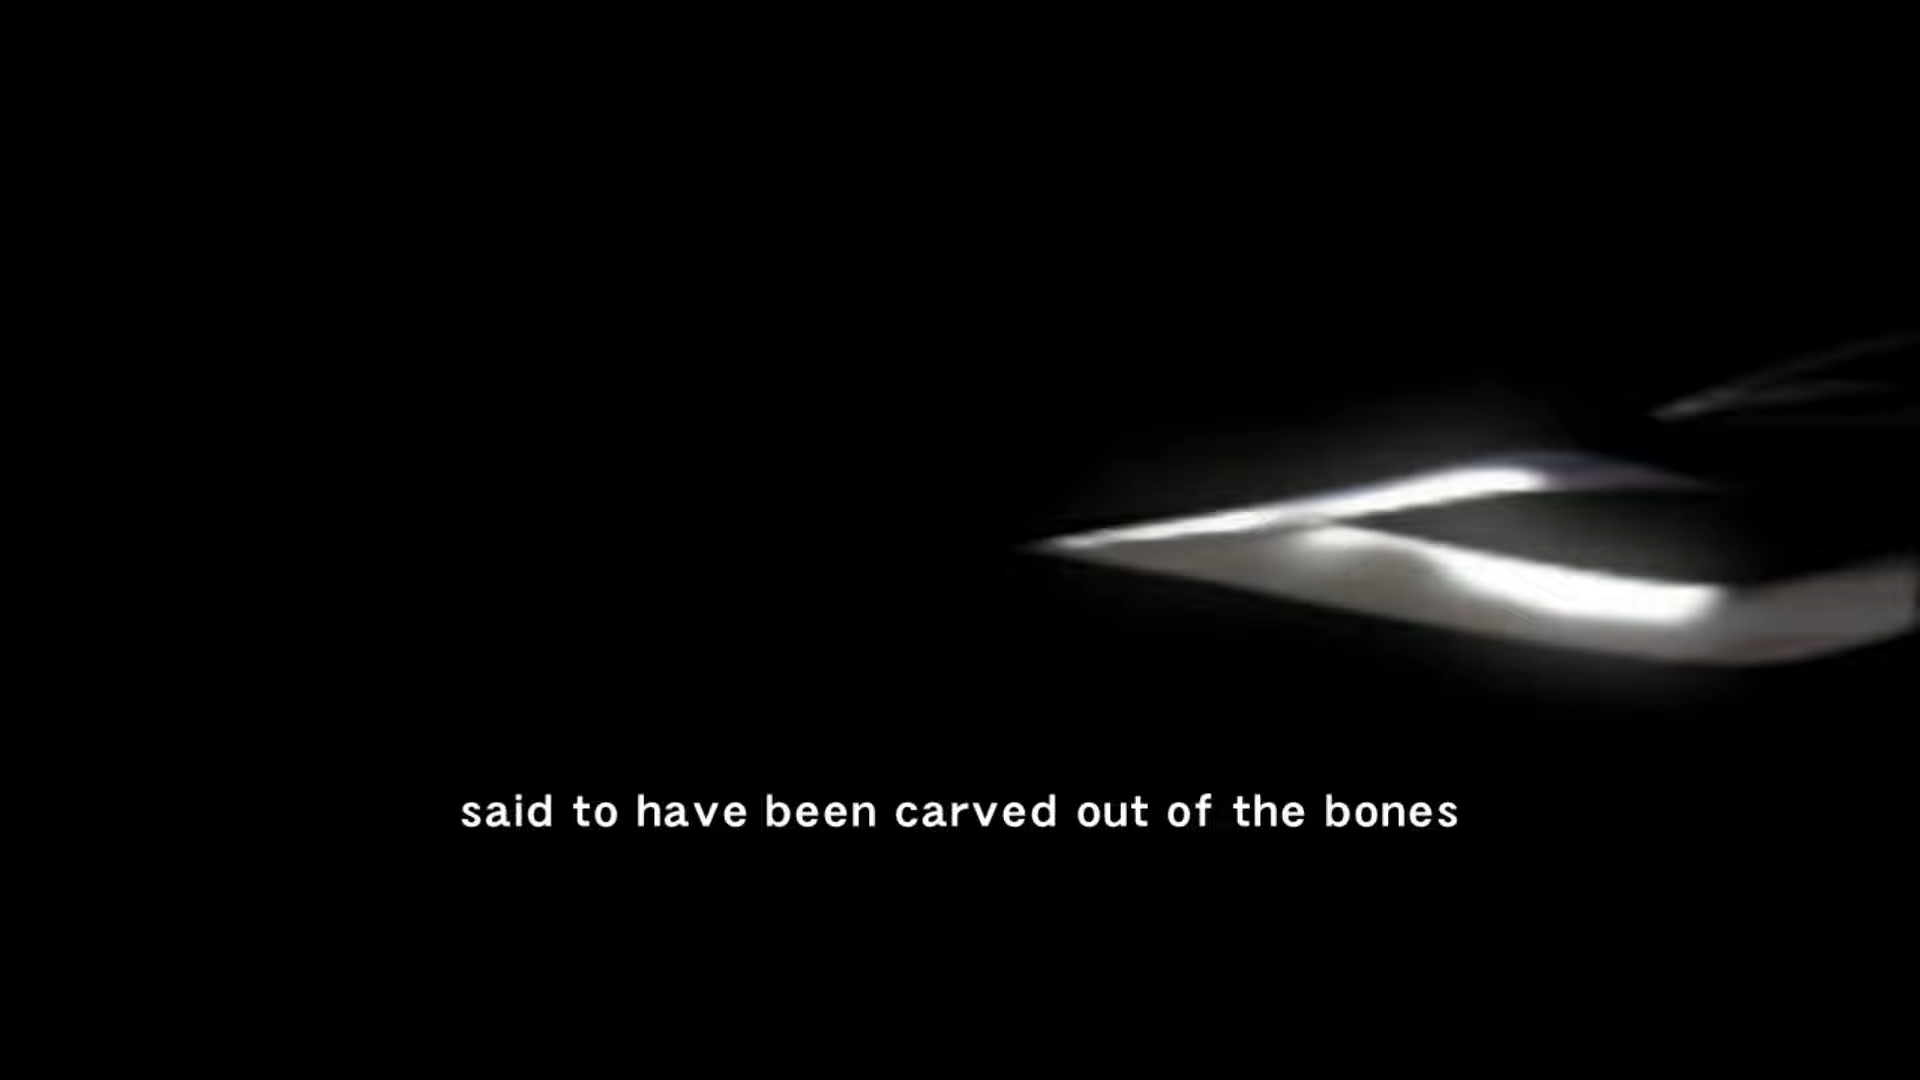 said to have been carved out of the bones